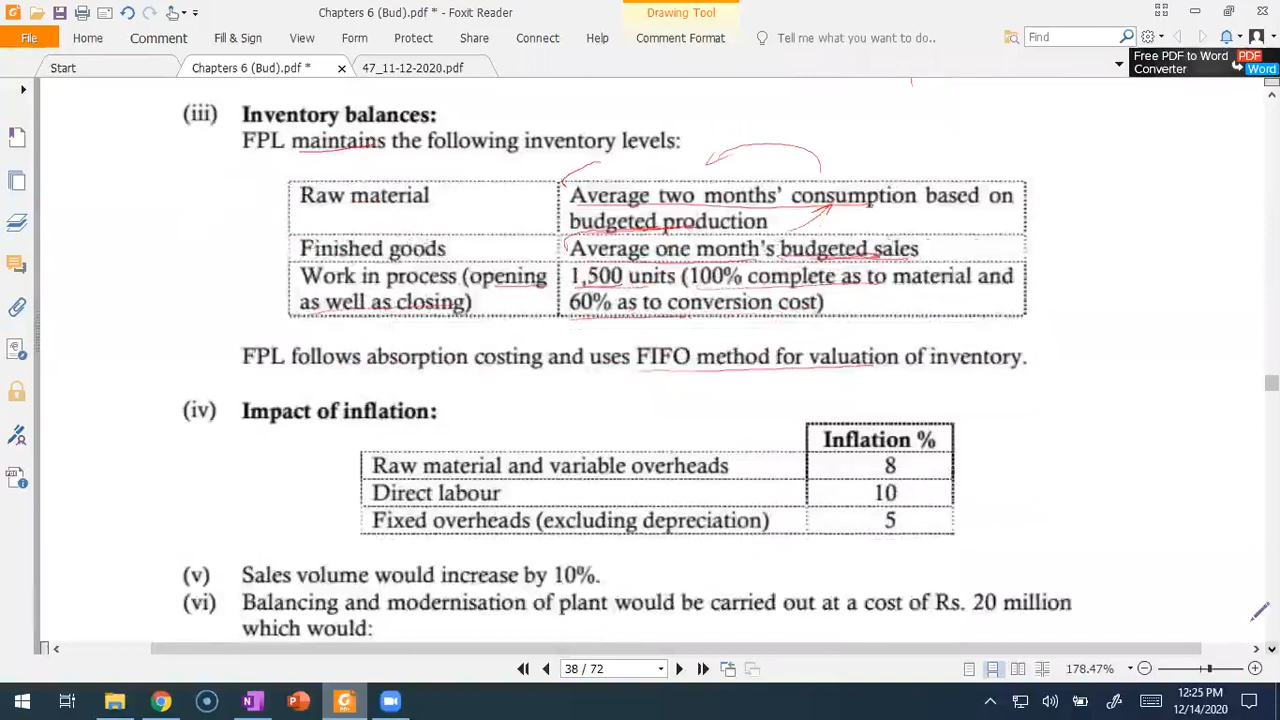 Chapters 6 (Bud).pdf * - Foxit Reader
Drawing Tool
File
Home
Comment
Fill & Sign
View
Form
Protect
Share
Connect
Help
Comment Format
Tell me what you want to do..
Find
Start
Chapters 6 (Bud).pdf *
47_11-12-2020.pdf
Free PDF to Word
Converter
PDF
Word
(iii) Inventory balances:
FPL maintains the following inventory levels:
Raw material Average two months' consumption based on
budgeted production
Finished goods Average one month's budgeted sales
Work in process (opening 1,500 units (100% complete as to material and
as well as closing) 60% as to conversion cost)
FPL follows absorption costing and uses FIFO method for valuation of inventory.
(iv) Impact of inflation:
Inflation %
Raw material and variable overheads 8
Direct labour 10
Fixed overheads (excluding depreciation) 5
(v) Sales volume would increase by 10%.
(vi) Balancing and modernisation of plant would be carried out at a cost of Rs. 20 million
which would:
38 / 72
178.47%
12:25 PM
12/14/2020